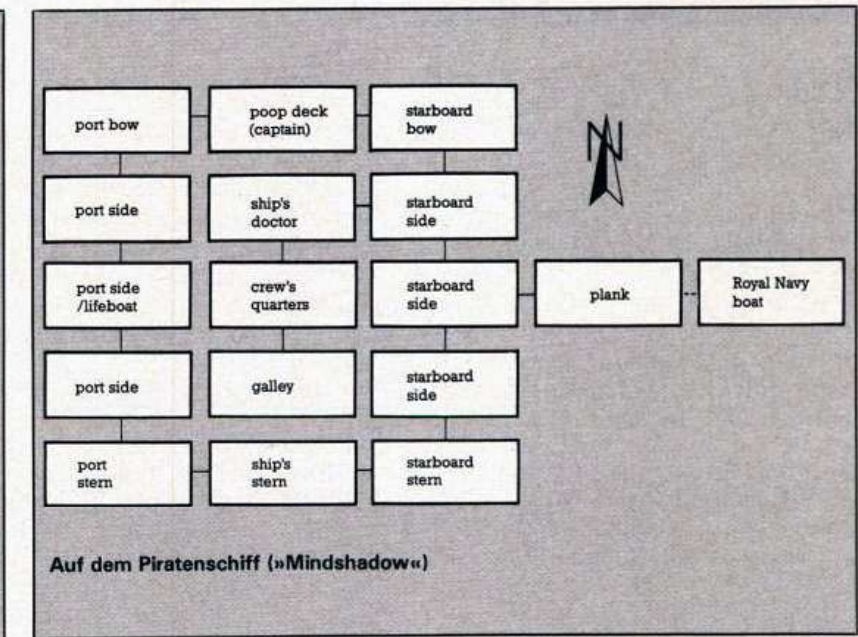 port bow
poop deck
(captain)
starboard
bow
N
port side
ship's
doctor
starboard
side
port side
/lifeboat
crew's
quarters
starboard
side
plank
Royal Navy
boat
port side
galley
starboard
side
port
stern
ship's
stern
starboard
stern
Auf dem Piratenschiff (»Mindshadow«)